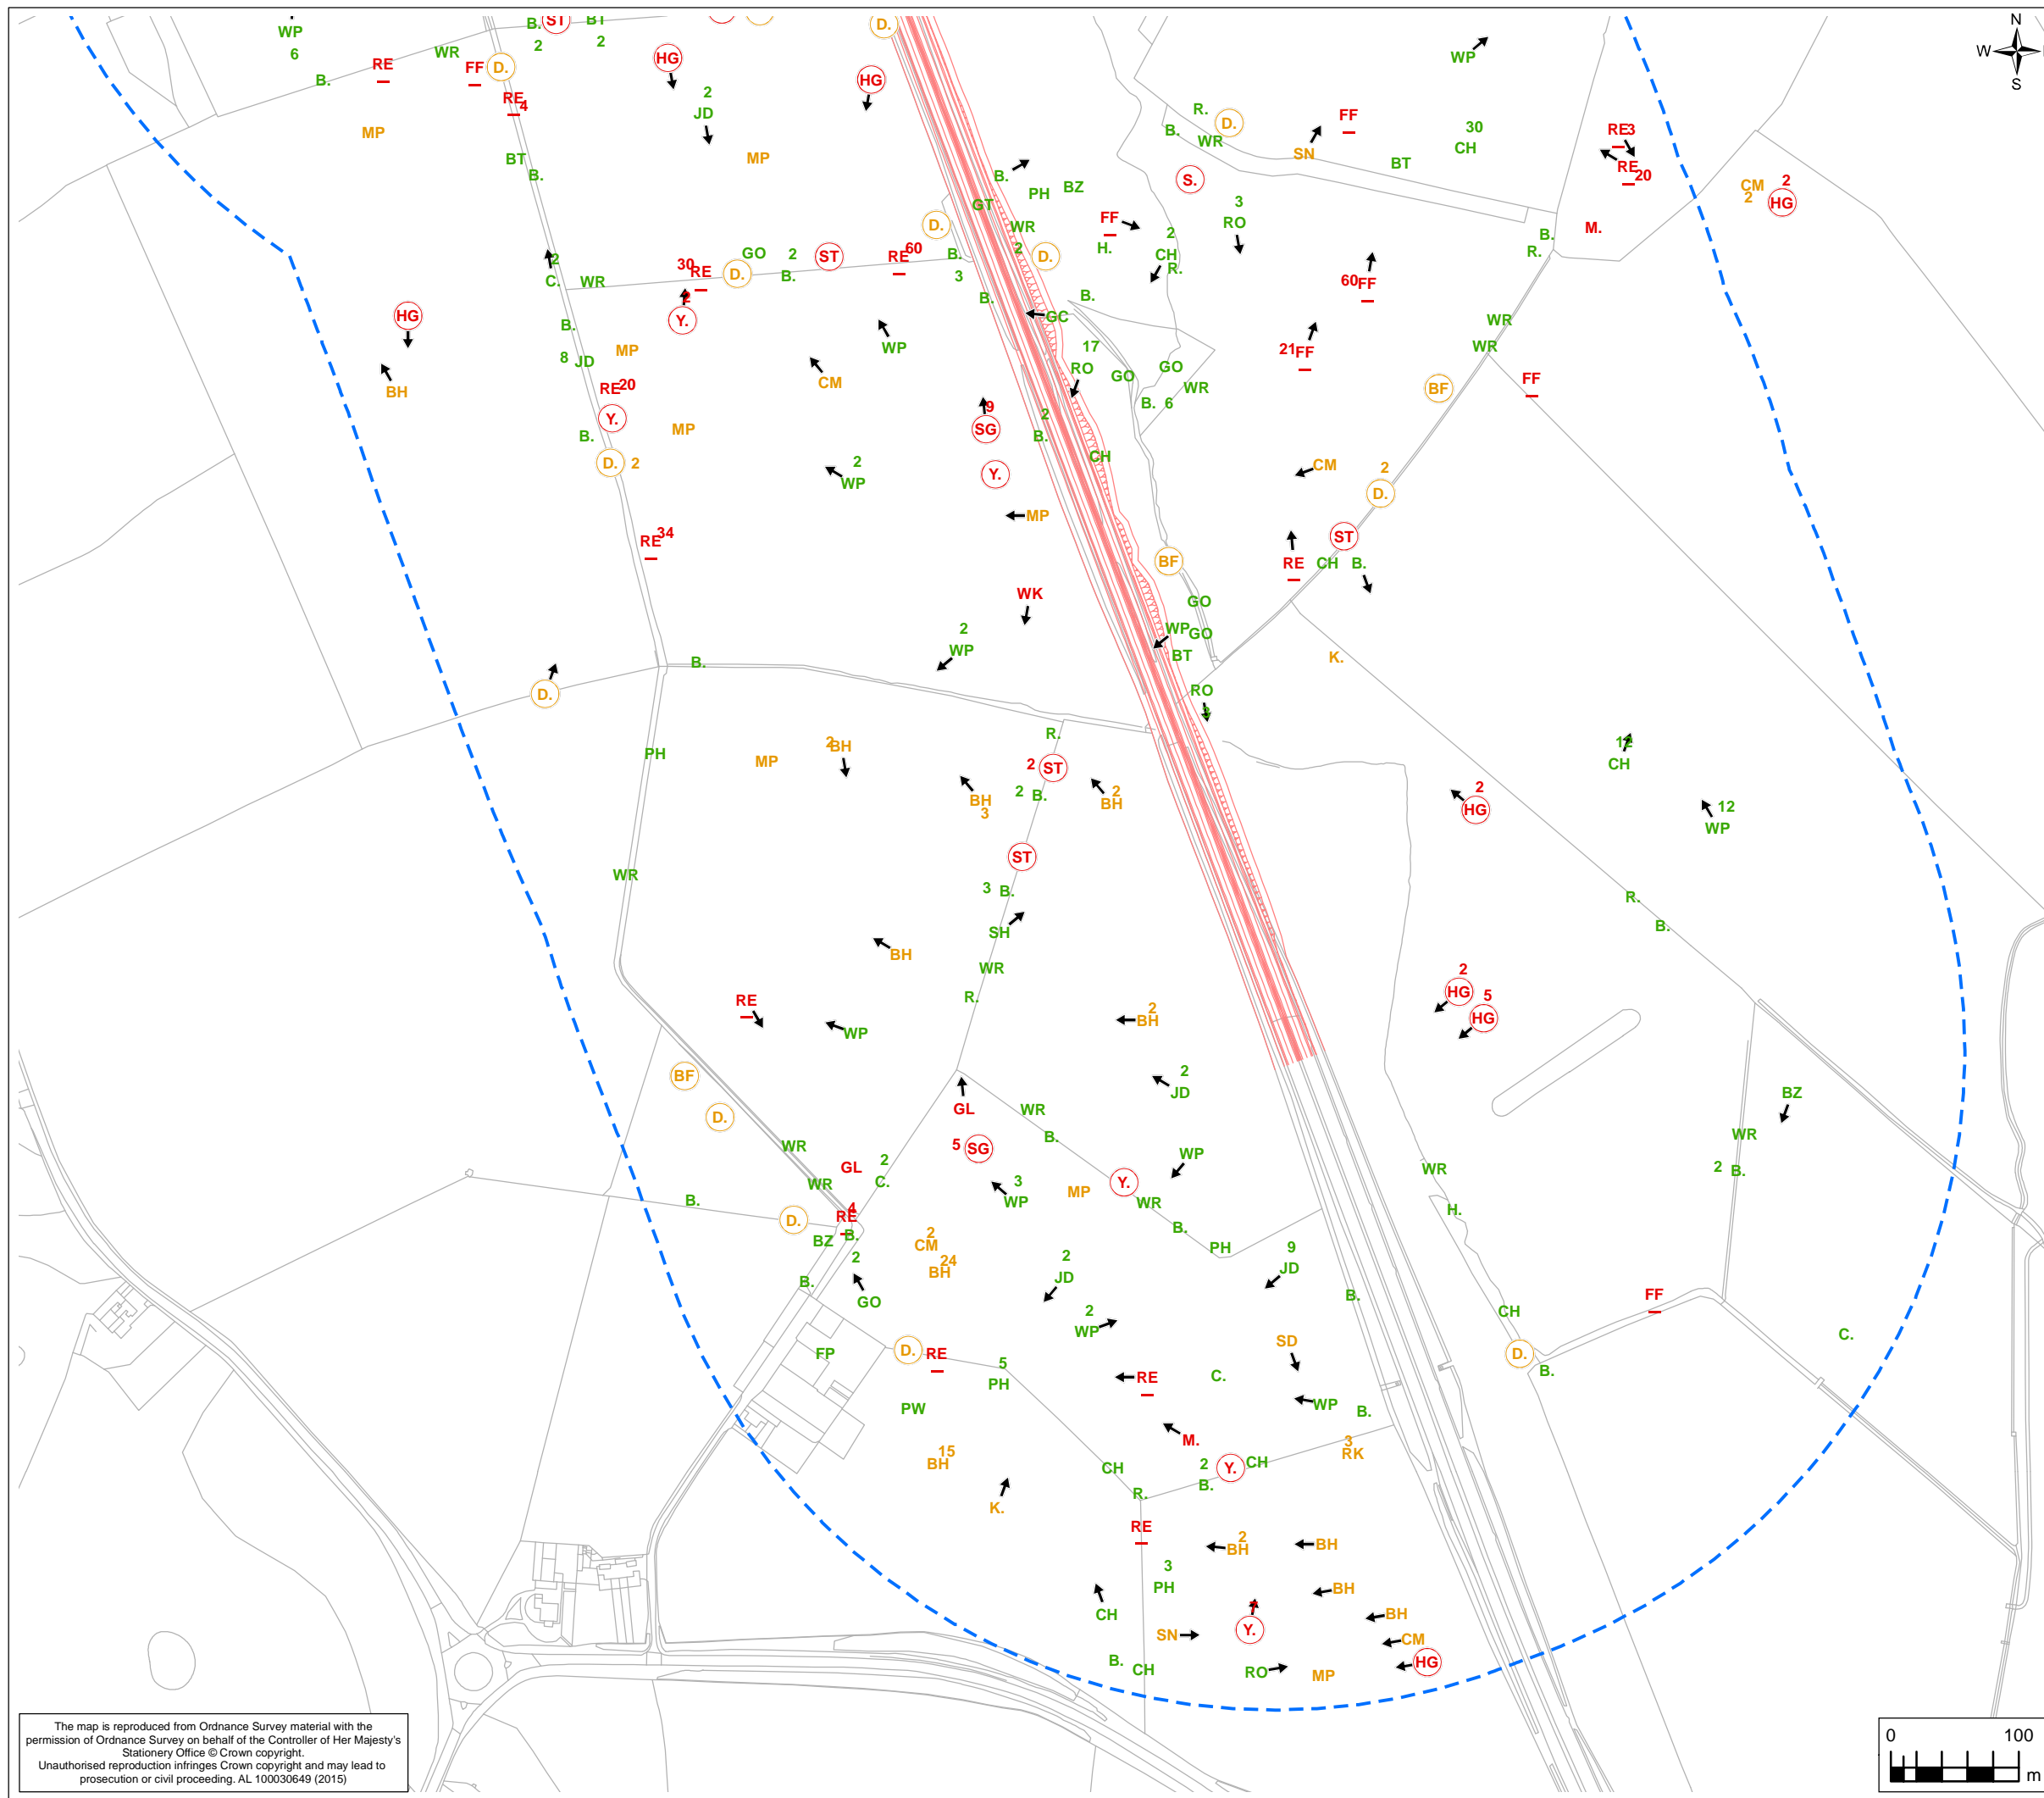 N
W
S
ST
B.
BT
2
2
WP
6
B.
RE
WR
FF
D.
RE
4
HG
2
JD
D.
HG
MP
MP
BT
B.
WP
R.
B.
WR
D.
SN
FF
30
CH
BT
RE
3
RE
20
CM
2
2
HG
M.
B.
R.
B.
PH
BZ
GT
WR
2
S.
FF
3
RO
H.
2
CH
R.
D.
D.
B.
3
B.
2
C.
WR
30
RE
D.
GO
2
B.
ST
RE
60
2
Y.
HG
BH
B.
8
JD
MP
RE
20
Y.
B.
D.
2
MP
CM
WP
2
WP
9
SG
Y.
MP
B.
GC
17
RO
GO
GO
WR
B.
6
2
B.
CH
60
FF
21
FF
WR
WR
BF
FF
CM
2
D.
ST
RE
CH
B.
RE
34
WK
2
WP
BF
GO
GO
WP
BT
RO
3
K.
D.
B.
PH
MP
2
BH
R.
2
ST
2
B.
BH
3
2
BH
ST
3
B.
SH
WR
R.
12
CH
2
HG
12
WP
R.
B.
WR
BH
RE
WP
2
BH
2
HG
5
HG
BF
D.
2
JD
GL
WR
B.
5
SG
BZ
WR
2
B.
WR
GL
WR
2
C.
3
WP
WP
MP
Y.
WR
B.
PH
WR
H.
B.
D.
4
RE
B.
BZ
2
B.
GO
2
CM
24
BH
2
JD
9
JD
B.
2
WP
SD
CH
FF
C.
D.
B.
FP
D.
RE
5
PH
PW
RE
C.
WP
B.
M.
15
BH
K.
CH
R.
2
B.
Y.
CH
3
RK
RE
2
BH
BH
3
PH
BH
CH
7
Y.
BH
SN
CM
B.
CH
RO
MP
HG
The map is reproduced from Ordnance Survey material with the
permission of Ordnance Survey on behalf of the Controller of Her Majesty's
Stationery Office © Crown copyright.
Unauthorised reproduction infringes Crown copyright and may lead to
prosecution or civil proceeding. AL 100030649 (2015)
0
100
m